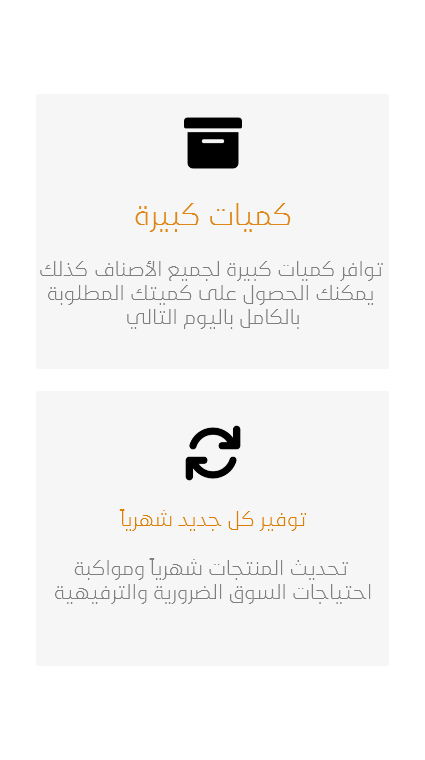 كميات كبيرة
توافر كميات كبيرة لجميع الأصناف كذلك
يمكنك الحصول على كميتك المطلوبة
بالكامل باليوم التالي
توفير كل جديد شهرياً
تحديث المنتجات شهرياً ومواكبة
احتياجات السوق الضرورية والترفيهية